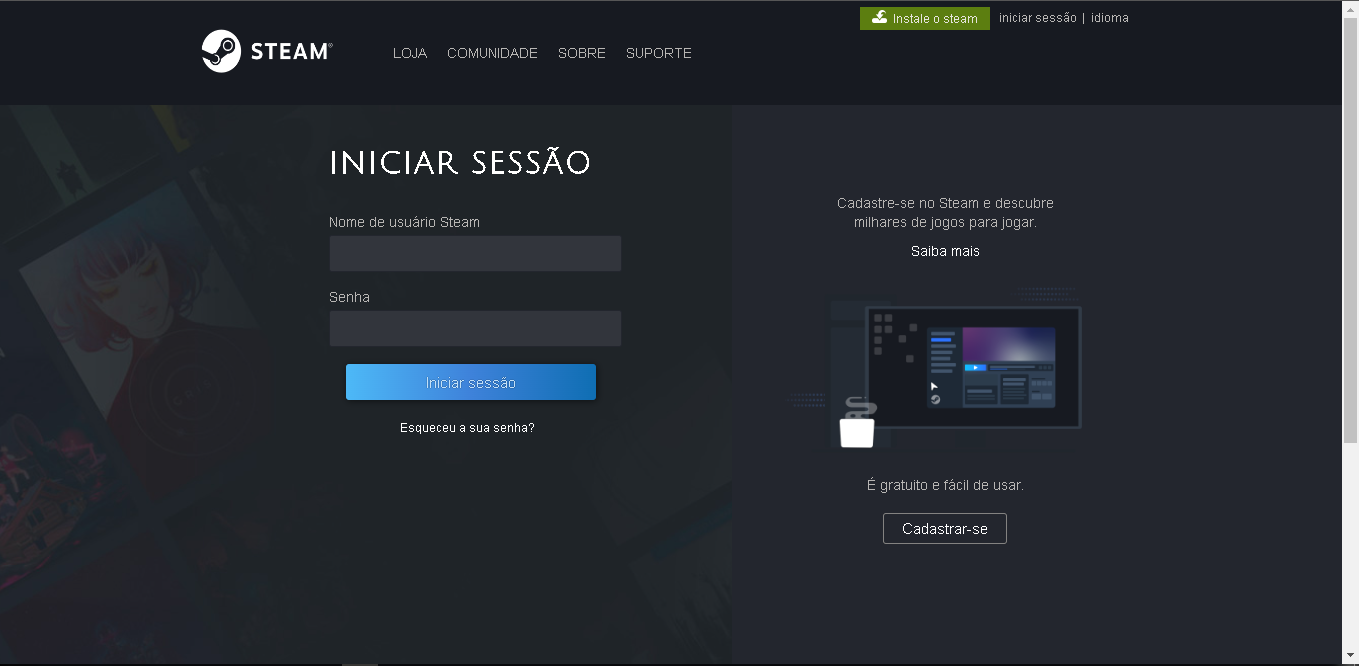 Instale o steam
iniciar sessão | idioma
STEAM®
LOJA COMUNIDADE SOBRE SUPORTE
INICIAR SESSÃO
Nome de usuário Steam
Senha
Iniciar sessão
Esqueceu a sua senha?
Cadastre-se no Steam e descubre
milhares de jogos para jogar.
Saiba mais
É gratuito e fácil de usar.
Cadastrar-se